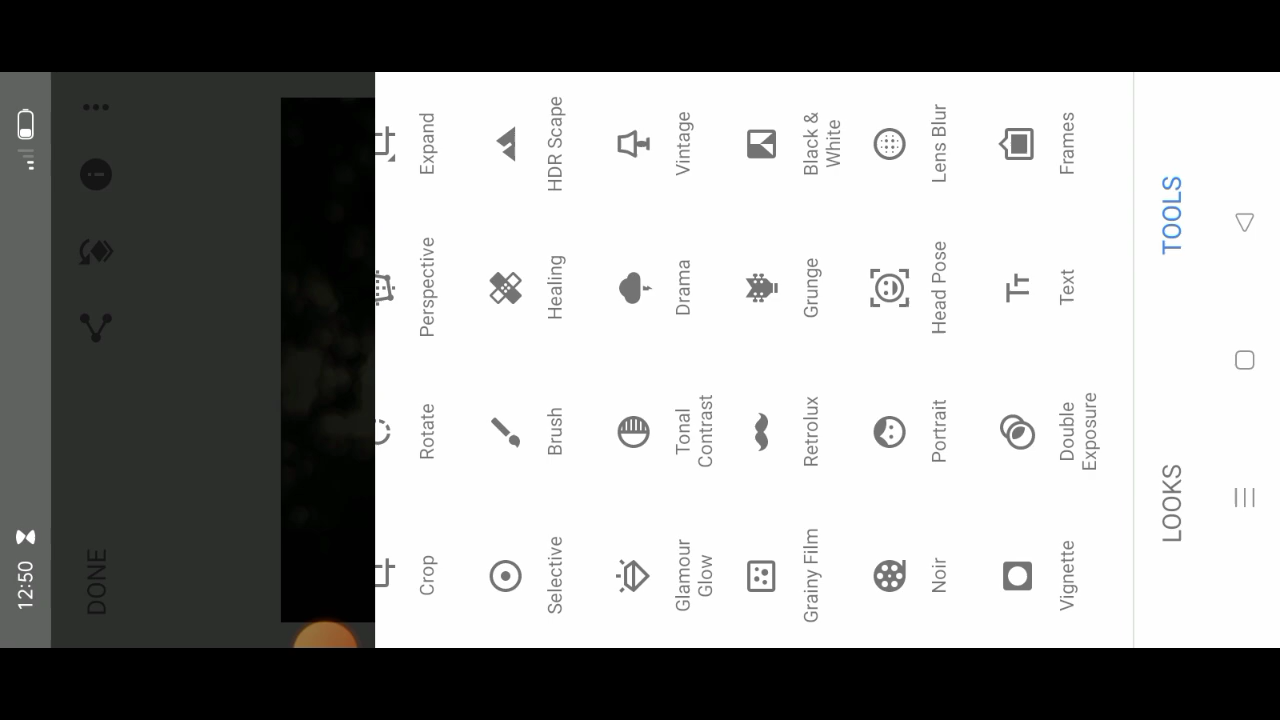 12:50
DONE
Crop
Rotate
Perspective
Expand
Selective
Brush
Healing
HDR Scape
Glamour
Glow
Tonal
Contrast
Drama
Vintage
Grainy Film
Retrolux
Grunge
Black &
White
Noir
Portrait
Head Pose
Lens Blur
Vignette
Double
Exposure
Text
Frames
LOOKS
TOOLS